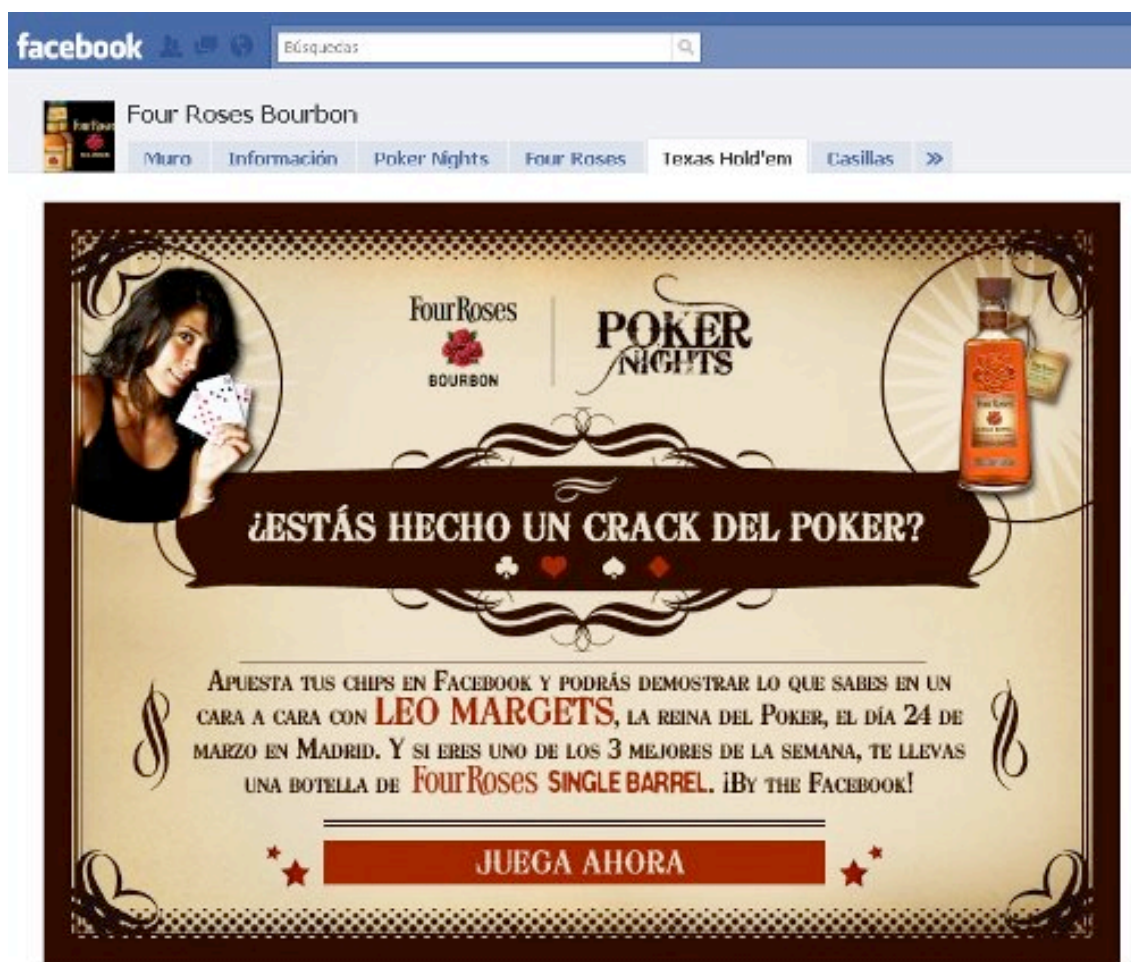 facebook
Búsquedas
Four Roses Bourbon
Muro Información Poker Nights Four Roses Texas Hold'em Casillas »
Four Roses
BOURBON
POKER
NIGHTS
¿ESTÁS HECHO UN CRACK DEL POKER?
APUESTA TUS CHIPS EN FACEBOOK Y PODRÁS DEMOSTRAR LO QUE SABES EN UN
CARA A CARA CON LEO MARGETS, LA REINA DEL POKER, EL DÍA 24 DE
MARZO EN MADRID. Y SI ERES UNO DE LOS 3 MEJORES DE LA SEMANA, TE LLEVAS
UNA BOTELLA DE FourRoses SINGLE BARREL. ¡BY THE FACEBOOK!
JUEGA AHORA